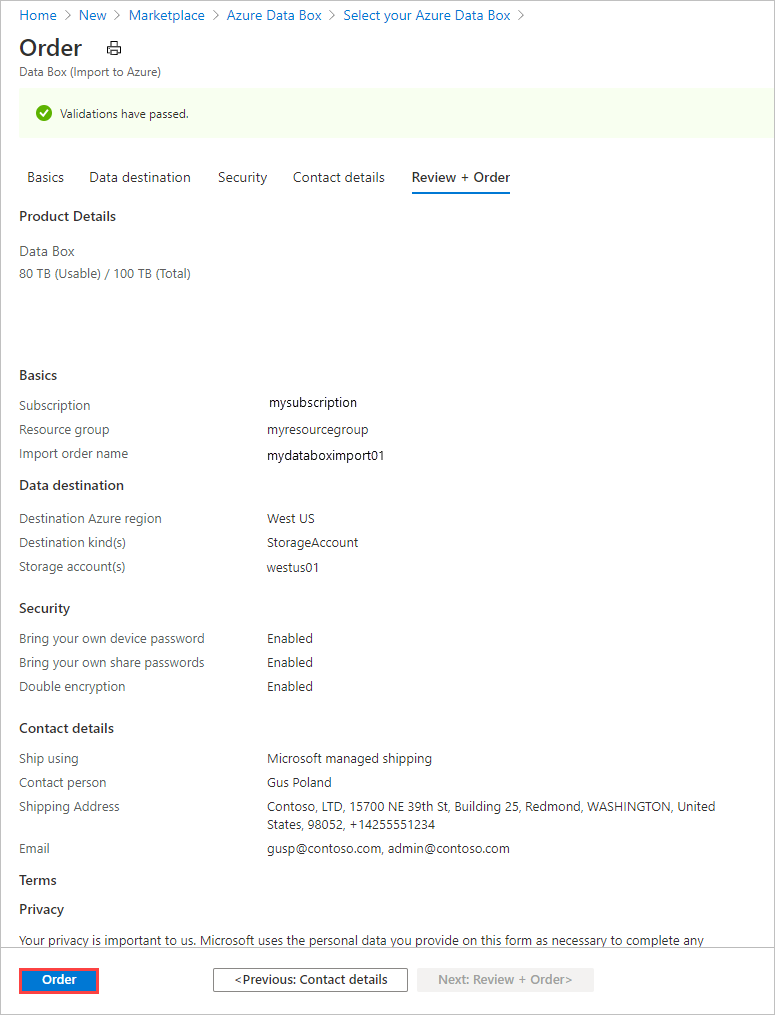 Home > New > Marketplace > Azure Data Box > Select your Azure Data Box >
Order
Data Box (Import to Azure)
Validations have passed.
Basics Data destination Security Contact details Review + Order
Product Details
Data Box
80 TB (Usable) / 100 TB (Total)
Basics
Subscription mysubscription
Resource group myresourcegroup
Import order name mydataboximport01
Data destination
Destination Azure region West US
Destination kind(s) StorageAccount
Storage account(s) westus01
Security
Bring your own device password Enabled
Bring your own share passwords Enabled
Double encryption Enabled
Contact details
Ship using Microsoft managed shipping
Contact person Gus Poland
Shipping Address Contoso, LTD, 15700 NE 39th St, Building 25, Redmond, WASHINGTON, United
States, 98052, +14255551234
Email gusp@contoso.com, admin@contoso.com
Terms
Privacy
Your privacy is important to us. Microsoft uses the personal data you provide on this form as necessary to complete any
Order <Previous: Contact details Next: Review + Order>